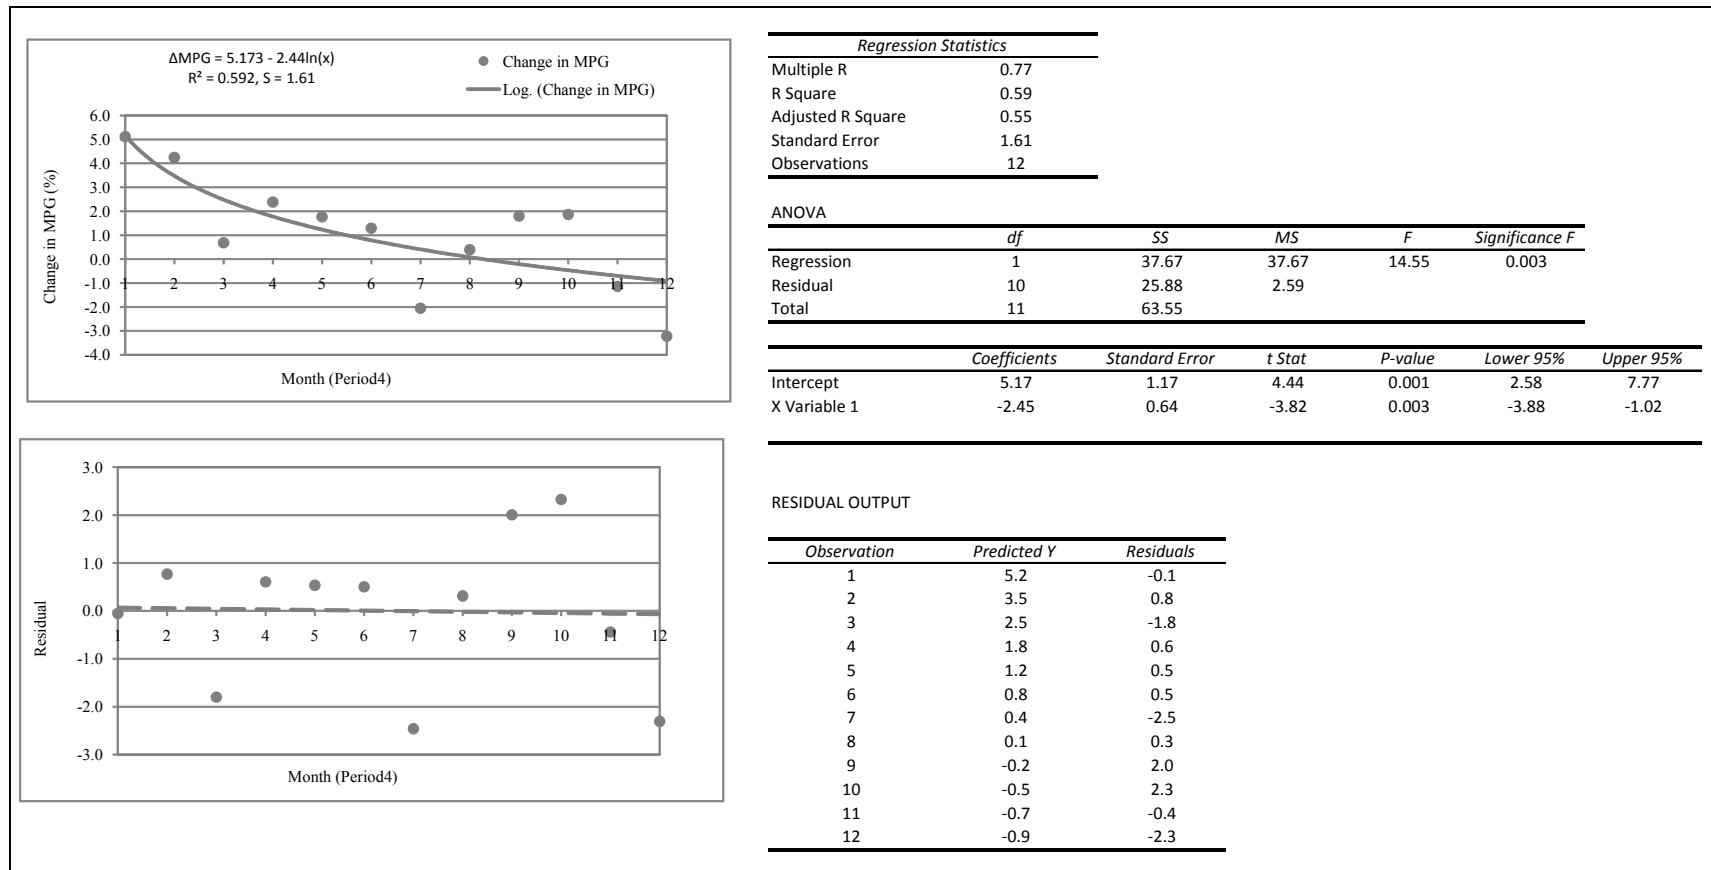 ΔMPG = 5.173 - 2.44ln(x)
R² = 0.592, S = 1.61
Change in MPG
Log. (Change in MPG)
6.0
5.0
4.0
3.0
2.0
1.0
0.0
-1.0
-2.0
-3.0
-4.0
1 2 3 4 5 6 7 8 9 10 11 12
Change in MPG (%)
Month (Period4)
3.0
2.0
1.0
0.0
-1.0
-2.0
-3.0
1 2 3 4 5 6 7 8 9 10 11 12
Residual
Month (Period4)
Regression Statistics
Multiple R 0.77
R Square 0.59
Adjusted R Square 0.55
Standard Error 1.61
Observations 12
ANOVA
df SS MS F Significance F
Regression 1 37.67 37.67 14.55 0.003
Residual 10 25.88 2.59
Total 11 63.55
Coefficients Standard Error t Stat P-value Lower 95% Upper 95%
Intercept 5.17 1.17 4.44 0.001 2.58 7.77
X Variable 1 -2.45 0.64 -3.82 0.003 -3.88 -1.02
RESIDUAL OUTPUT
Observation Predicted Y Residuals
1 5.2 -0.1
2 3.5 0.8
3 2.5 -1.8
4 1.8 0.6
5 1.2 0.5
6 0.8 0.5
7 0.4 -2.5
8 0.1 0.3
9 -0.2 2.0
10 -0.5 2.3
11 -0.7 -0.4
12 -0.9 -2.3